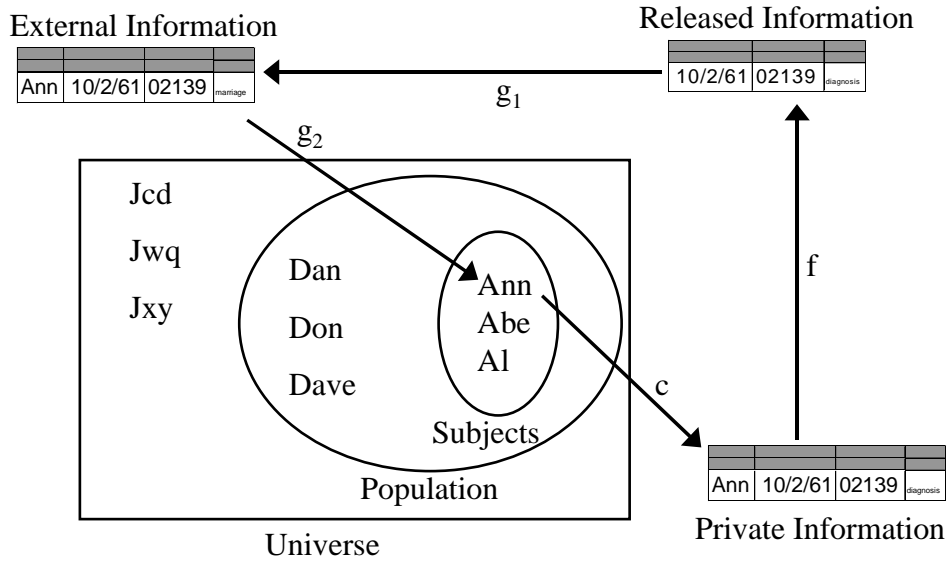 External Information
Released Information
Ann 10/2/61 02139 marriage
10/2/61 02139 diagnosis
g1
g2
Jcd
Jwq
Jxy
Dan
Don
Dave
Ann
Abe
Al
f
c
Subjects
Population
Universe
Ann 10/2/61 02139 diagnosis
Private Information